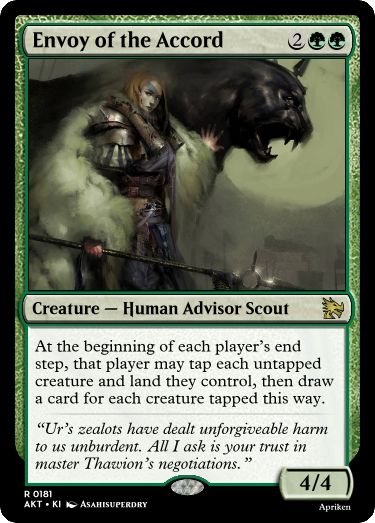 Envoy of the Accord 2
Creature — Human Advisor Scout
At the beginning of each player's end
step, that player may tap each untapped
creature and land they control, then draw
a card for each creature tapped this way.
"Ur's zealots have dealt unforgiveable harm
to us unburdent. All I ask is your trust in
master Thawion's negotiations."
4/4
R 0181
AKT • KI Asahisuperdry
Apriken